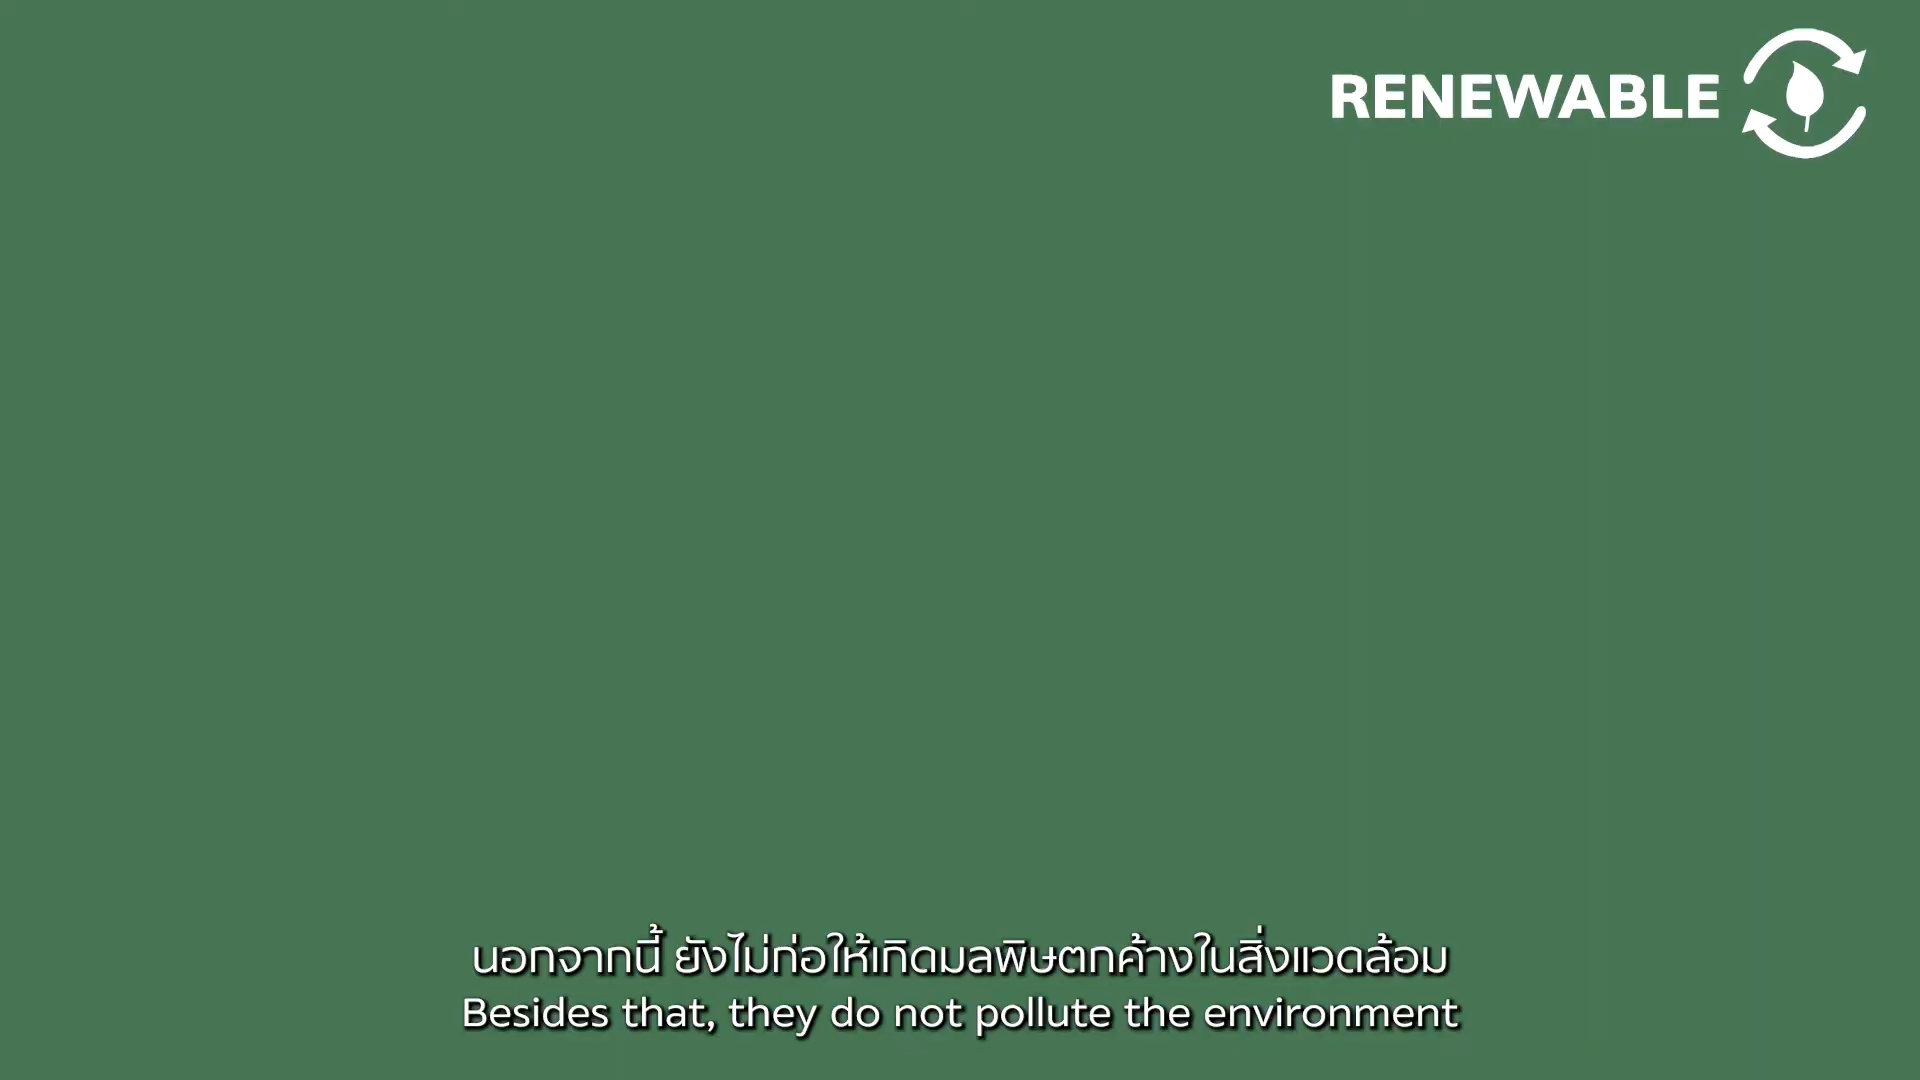 RENEWABLE
นอกจากนี้ ยังไม่ก่อให้เกิดมลพิษตกค้างในสิ่งแวดล้อม
Besides that, they do not pollute the environment